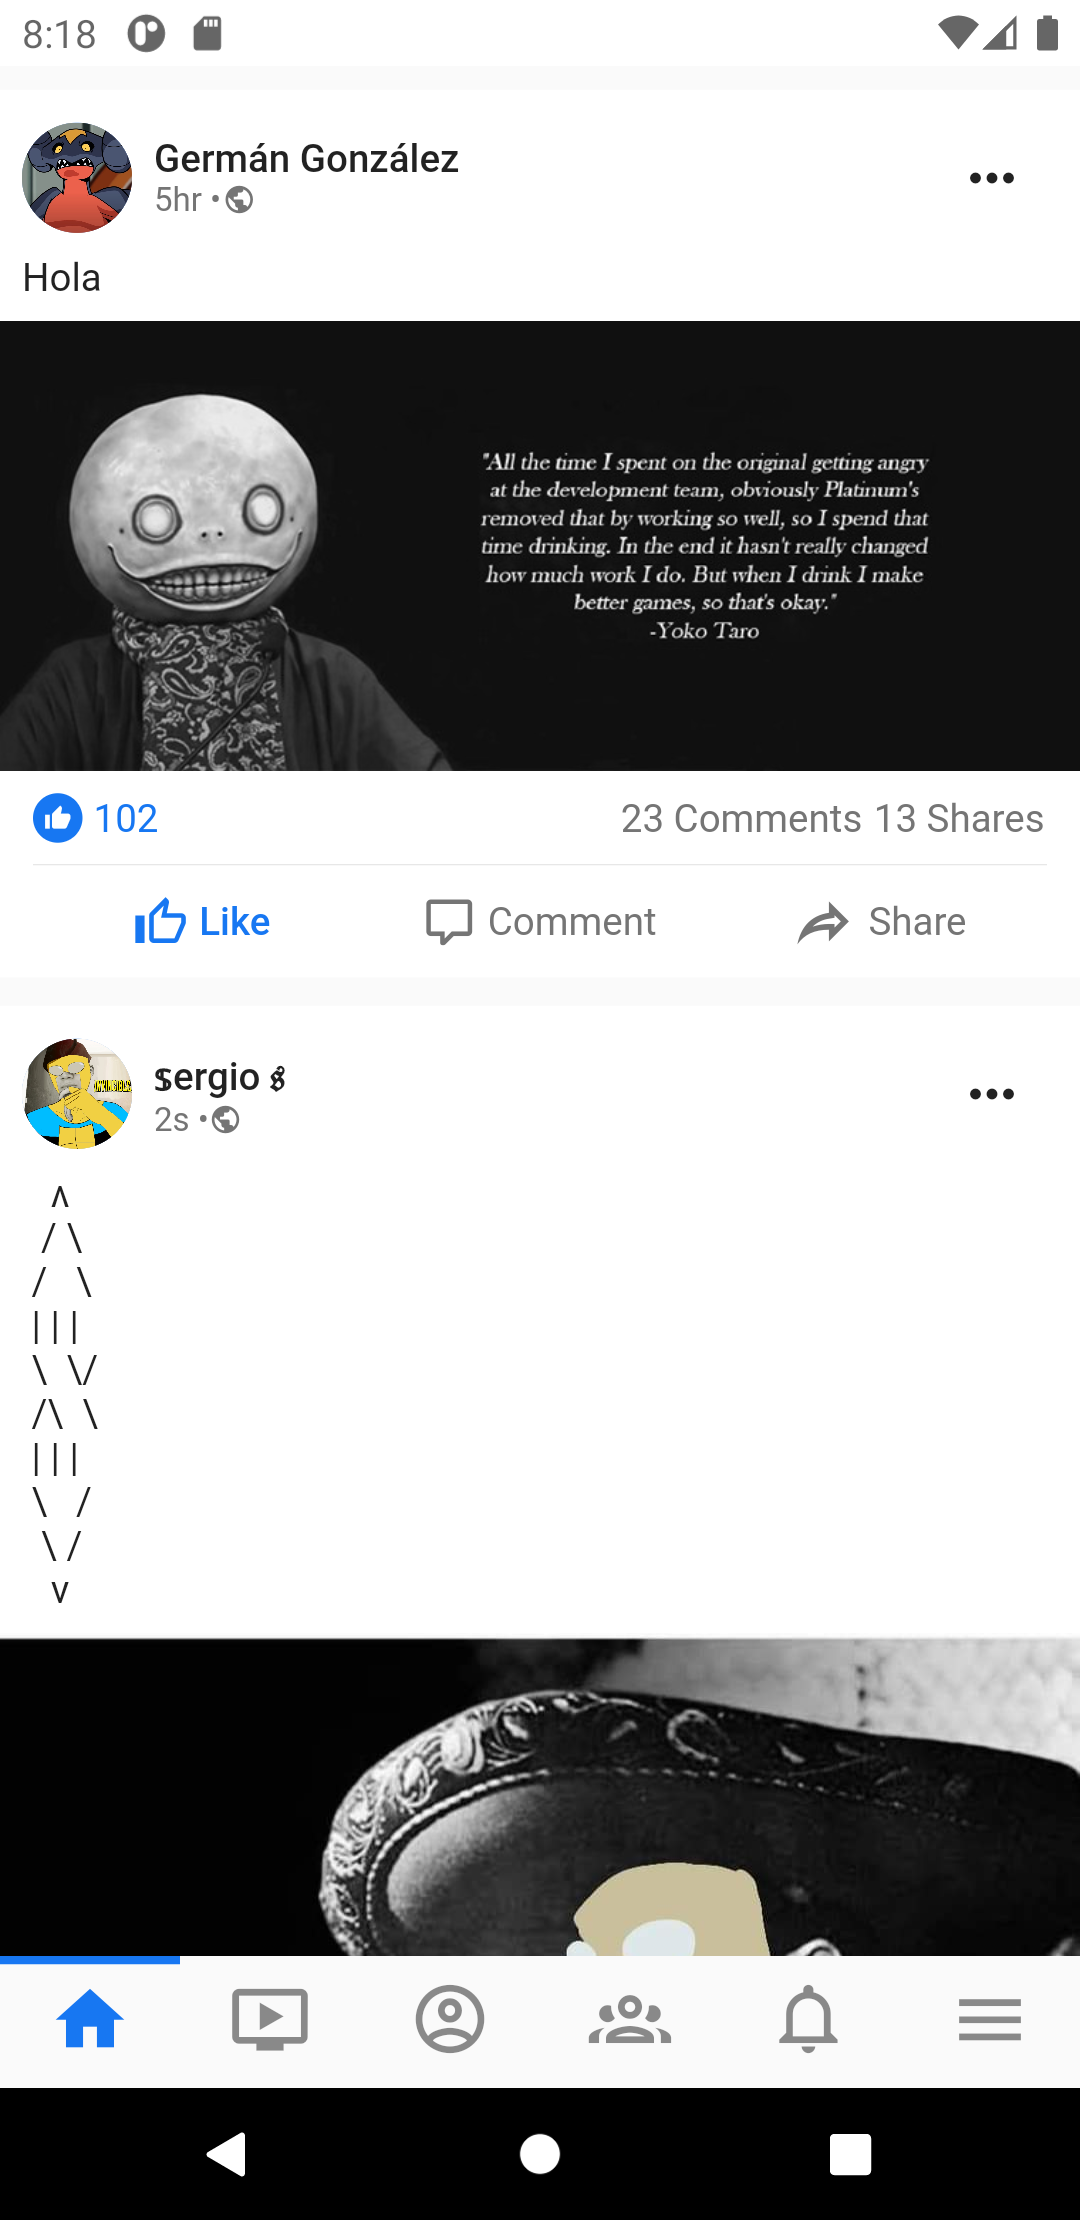 8:18
Germán González
5hr •
Hola
"All the time I spent on the original getting angry
at the development team, obviously Platinum's
removed that by working so well, so I spend that
time drinking. In the end it hasn't really changed
how much work I do. But when I drink I make
better games, so that's okay."
-Yoko Taro
102
23 Comments 13 Shares
Like
Comment
Share
$ergio 🎖
2s •
^
/ \
/   \
| | |
\  \/
/\  \
| | |
\   /
\ /
v